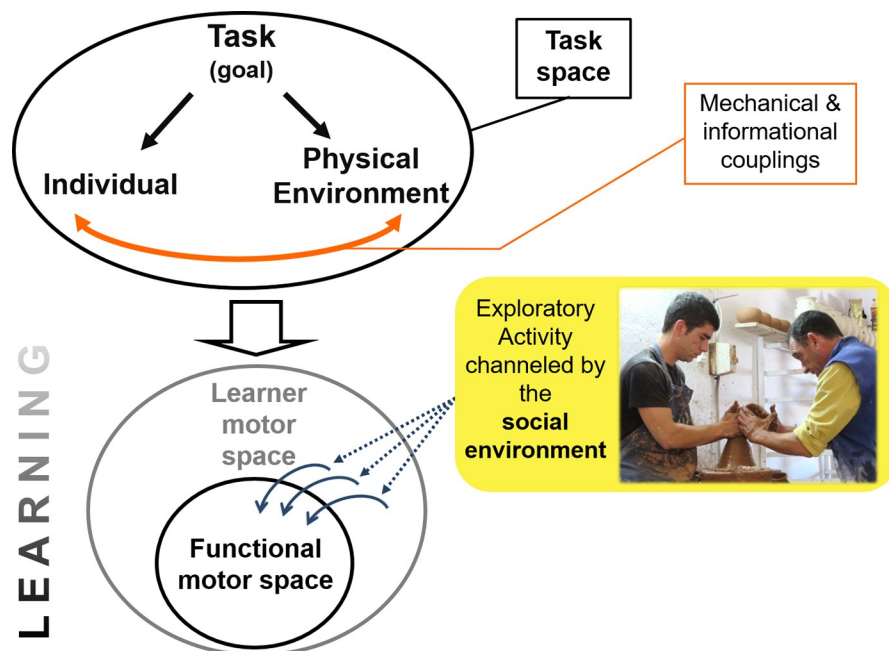 Task
(goal)
Individual
Physical
Environment
Task
space
Mechanical &
informational
couplings
LEARNING
Learner
motor
space
Functional
motor space
Exploratory
Activity
channeled by
the
social
environment